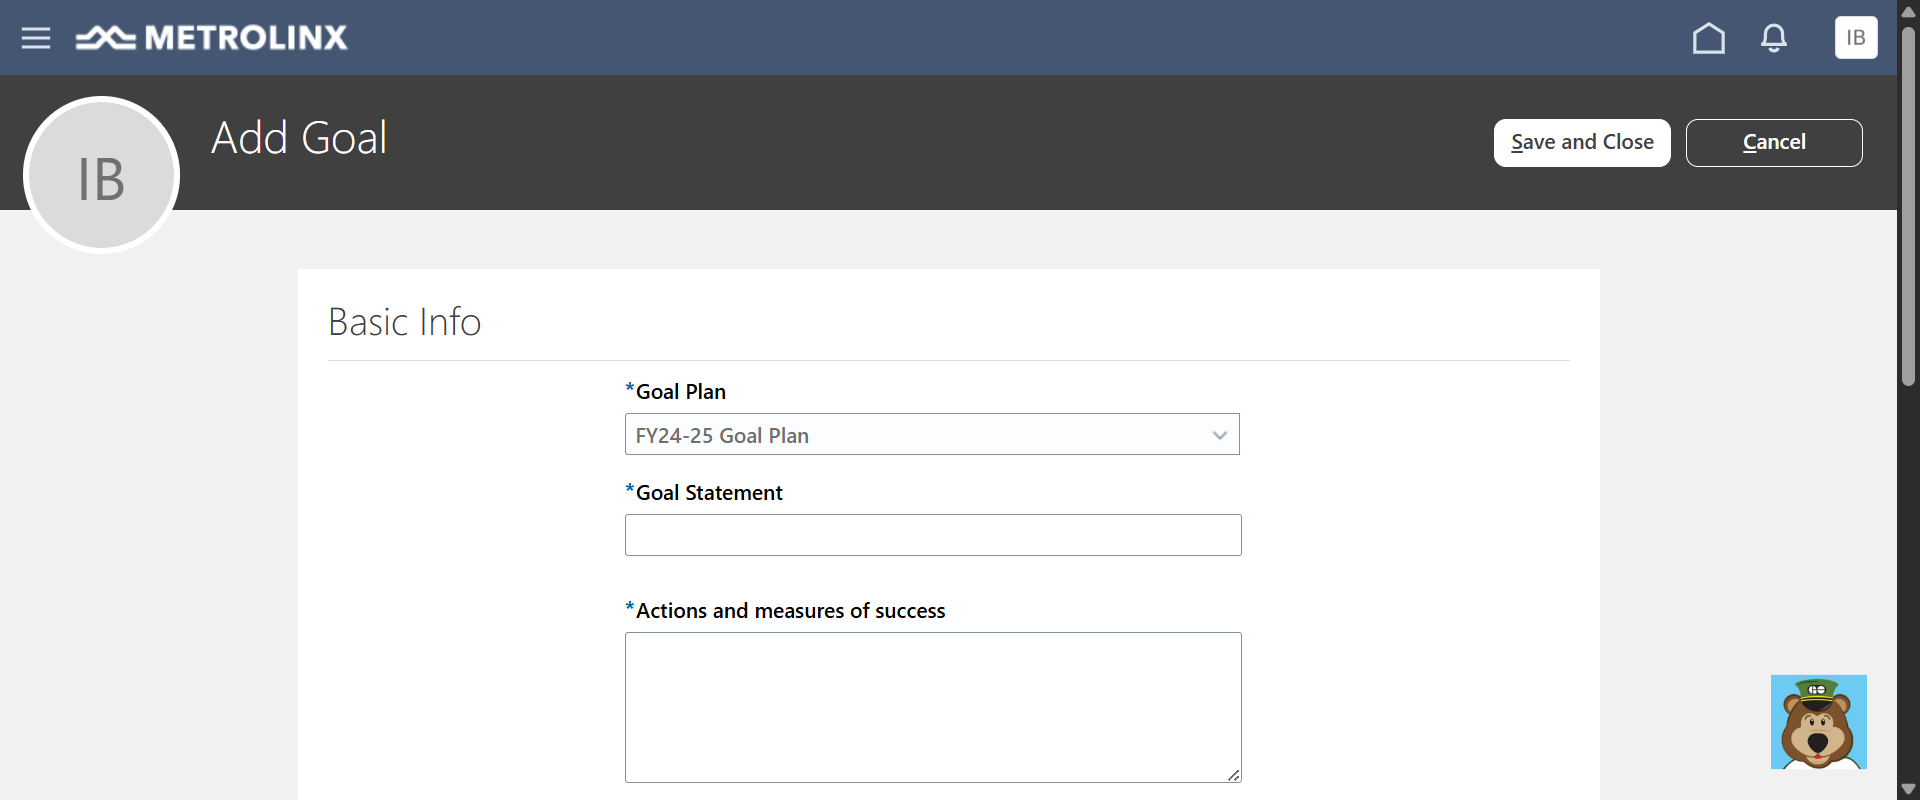 METROLINX
IB
IB
Add Goal
Save and Close
Cancel
Basic Info
*Goal Plan
FY24-25 Goal Plan
*Goal Statement
*Actions and measures of success
GO